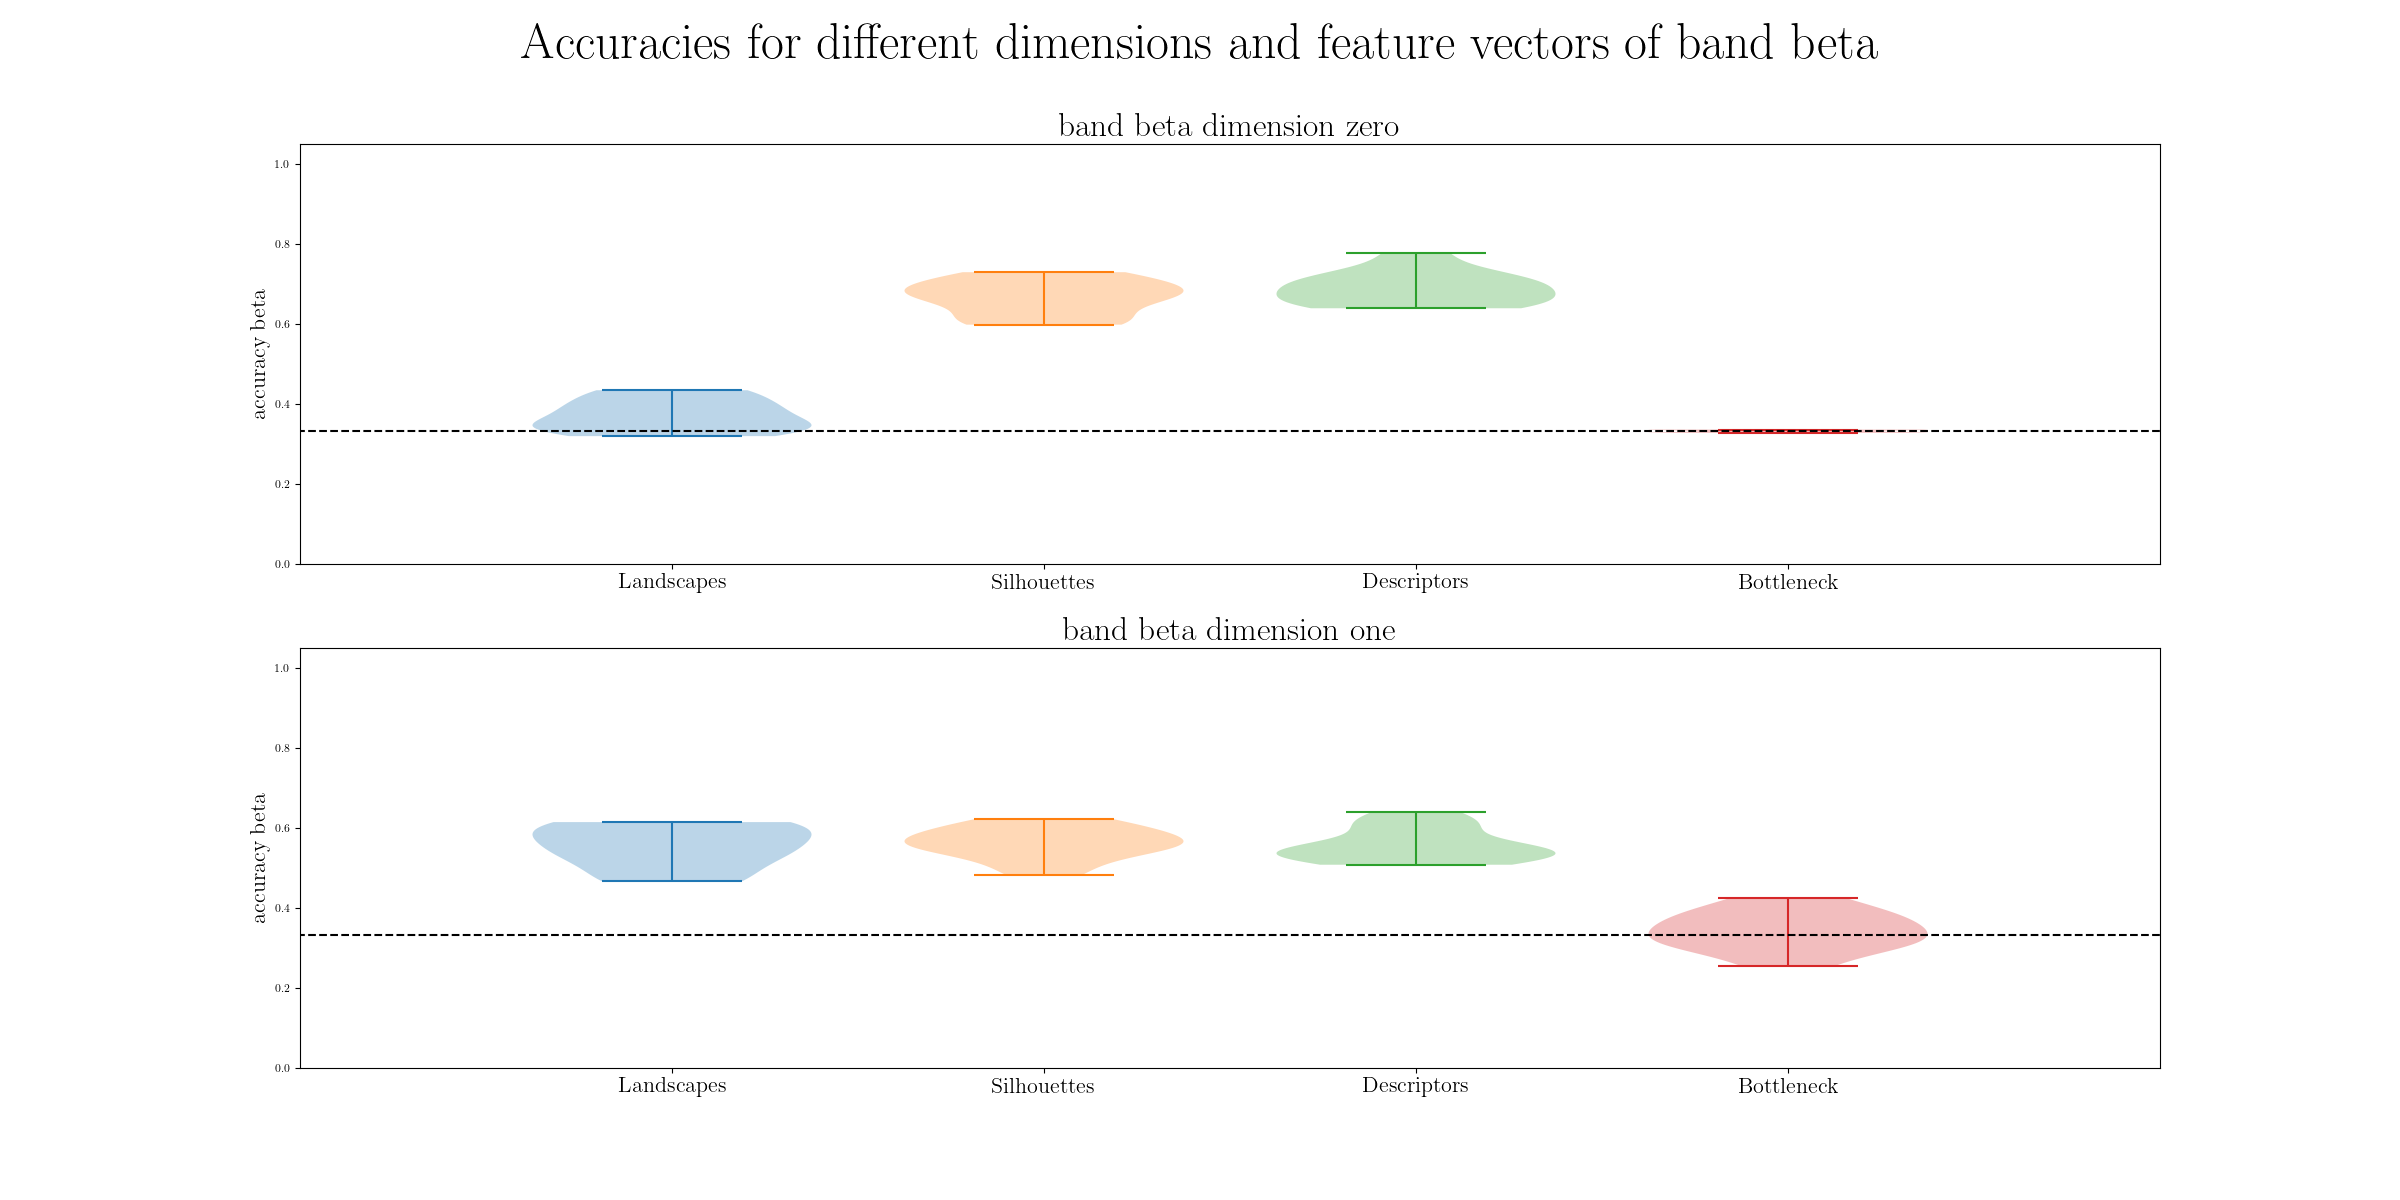 Accuracies for different dimensions and feature vectors of band beta
band beta dimension zero
1.0
0.8
0.6
0.4
0.2
0.0
accuracy beta
Landscapes Silhouettes Descriptors Bottleneck
band beta dimension one
1.0
0.8
0.6
0.4
0.2
0.0
accuracy beta
Landscapes Silhouettes Descriptors Bottleneck